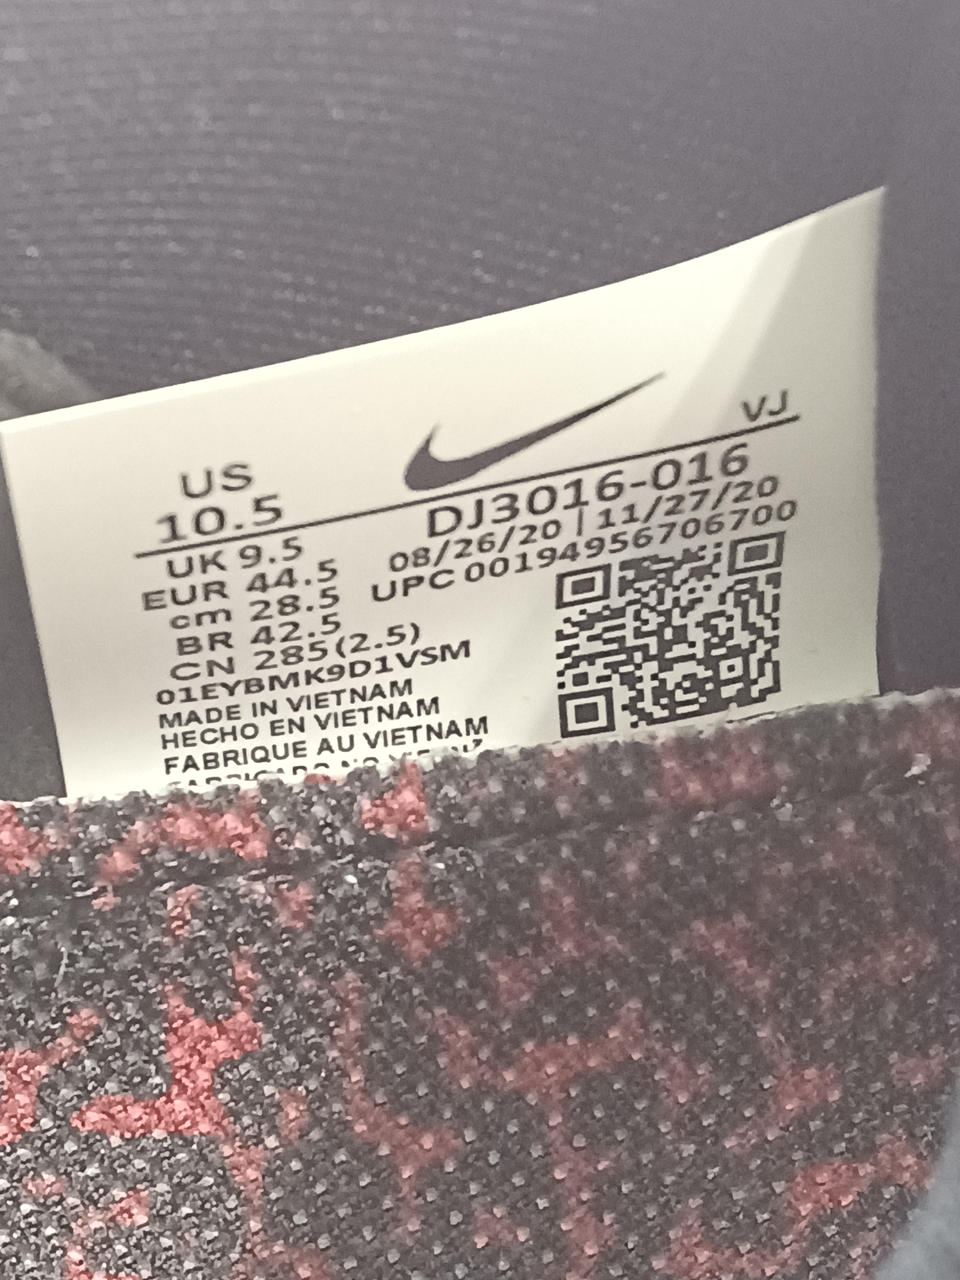 VJ
US
10.5
DJ3016-016
08/26/20 | 11/27/20
UPC 00194956706700
UK 9.5
EUR 44.5
cm 28.5
BR 42.5
CN 285(2.5)
01EYBMK9D1VSM
MADE IN VIETNAM
HECHO EN VIETNAM
FABRIQUE AU VIETNAM